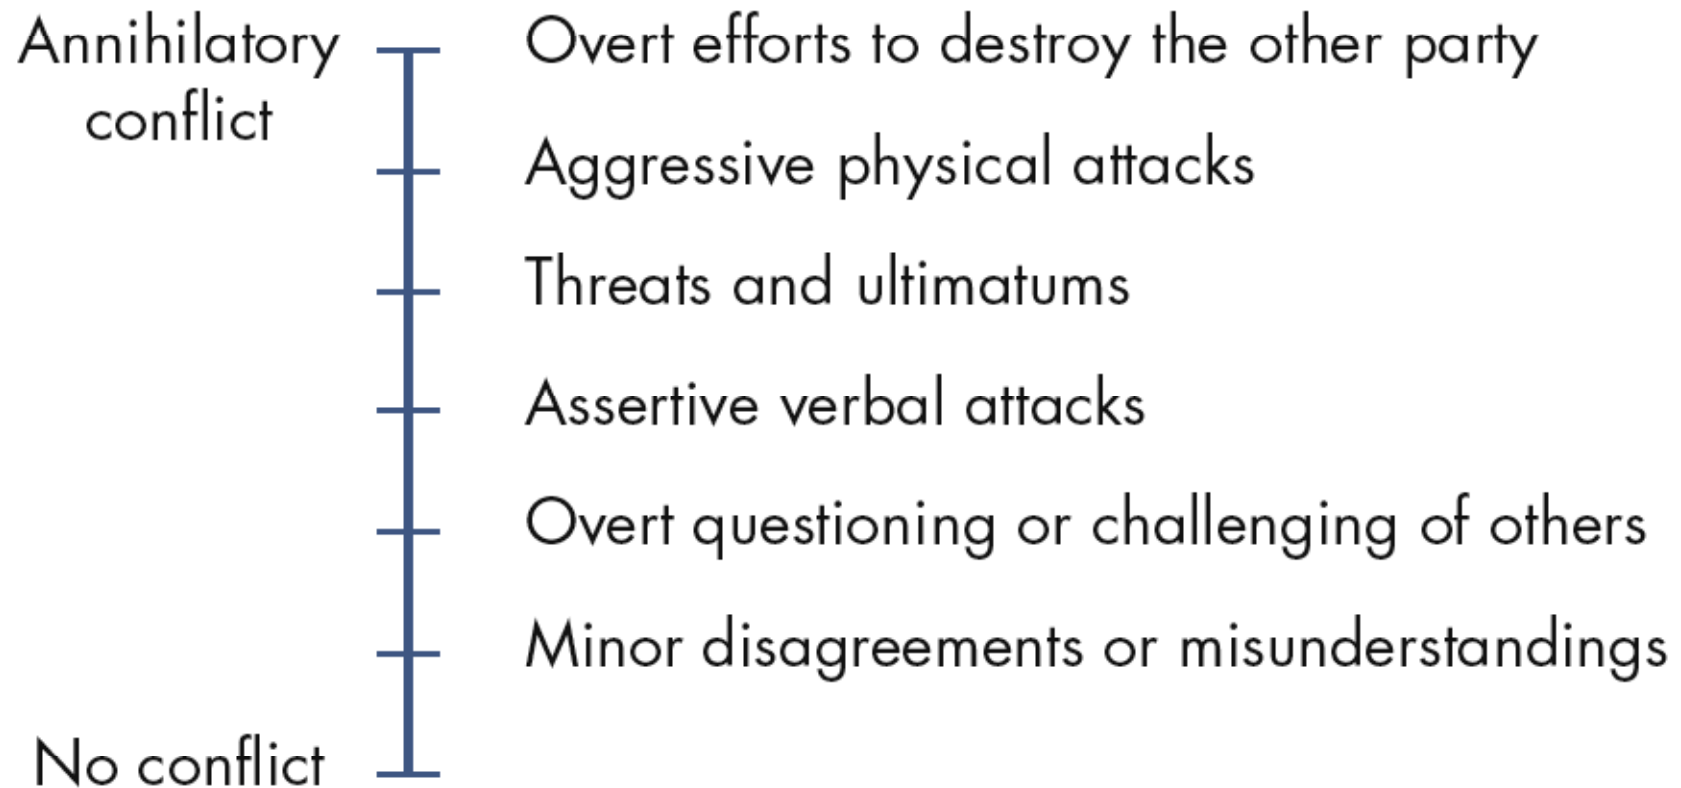 Annihilatory
conflict
Overt efforts to destroy the other party
Aggressive physical attacks
Threats and ultimatums
Assertive verbal attacks
Overt questioning or challenging of others
Minor disagreements or misunderstandings
No conflict